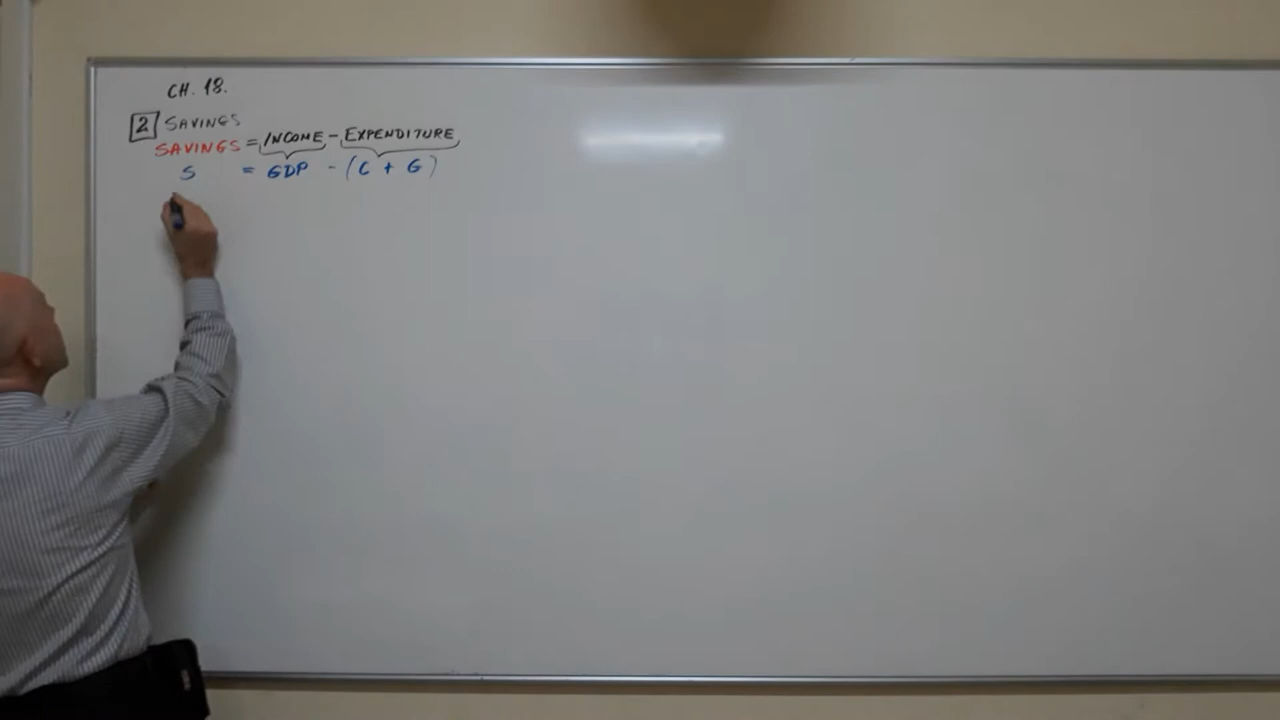 CH. 18.
2 SAVINGS
SAVINGS = INCOME - EXPENDITURE
S = GDP - (C + G)